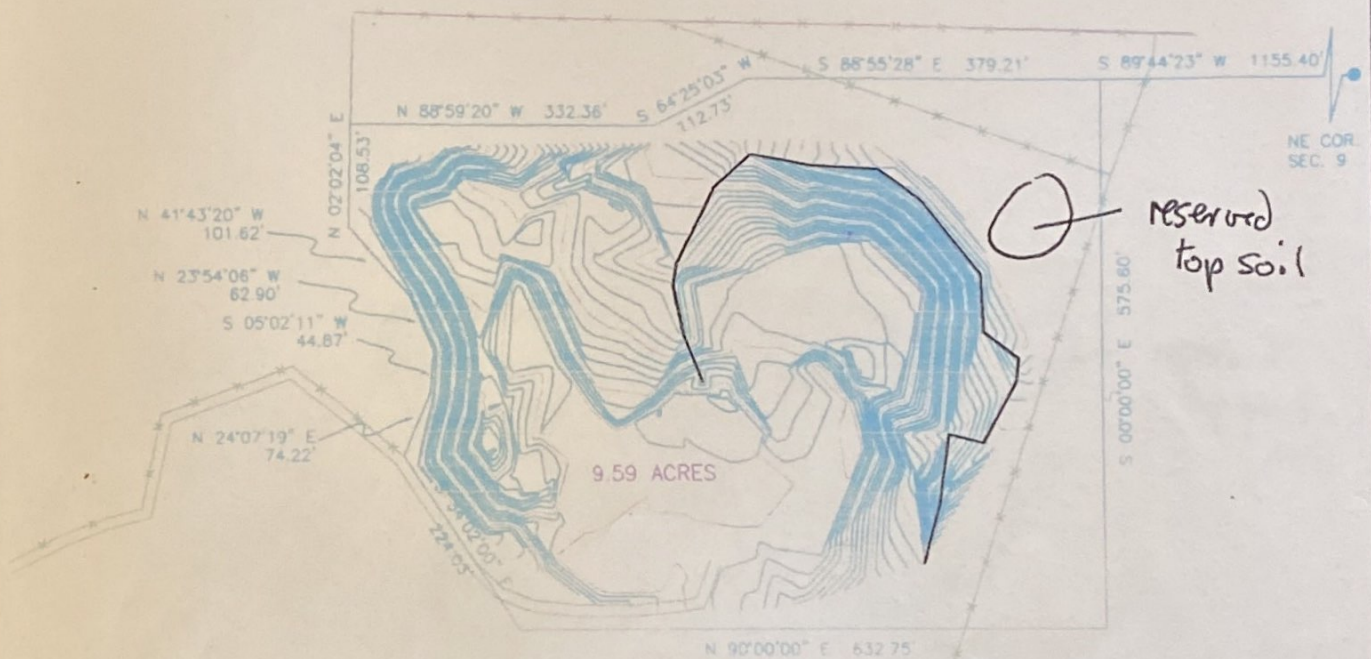 S 88°55'28" E 379.21'
S 89°44'23" W 1155.40'
N 88°59'20" W 332.36'
S 64°25'03" W
112.73'
NE COR.
SEC. 9
N 02°02'04" E
108.53'
N 41°43'20" W
101.62'
reserved
top soil
N 23°54'06" W
62.90'
S 05°02'11" W
44.87'
S 00°00'00" E 575.60'
N 24°07'19" E
74.22'
9.59 ACRES
224.03'
N 90°00'00" E 632.75'